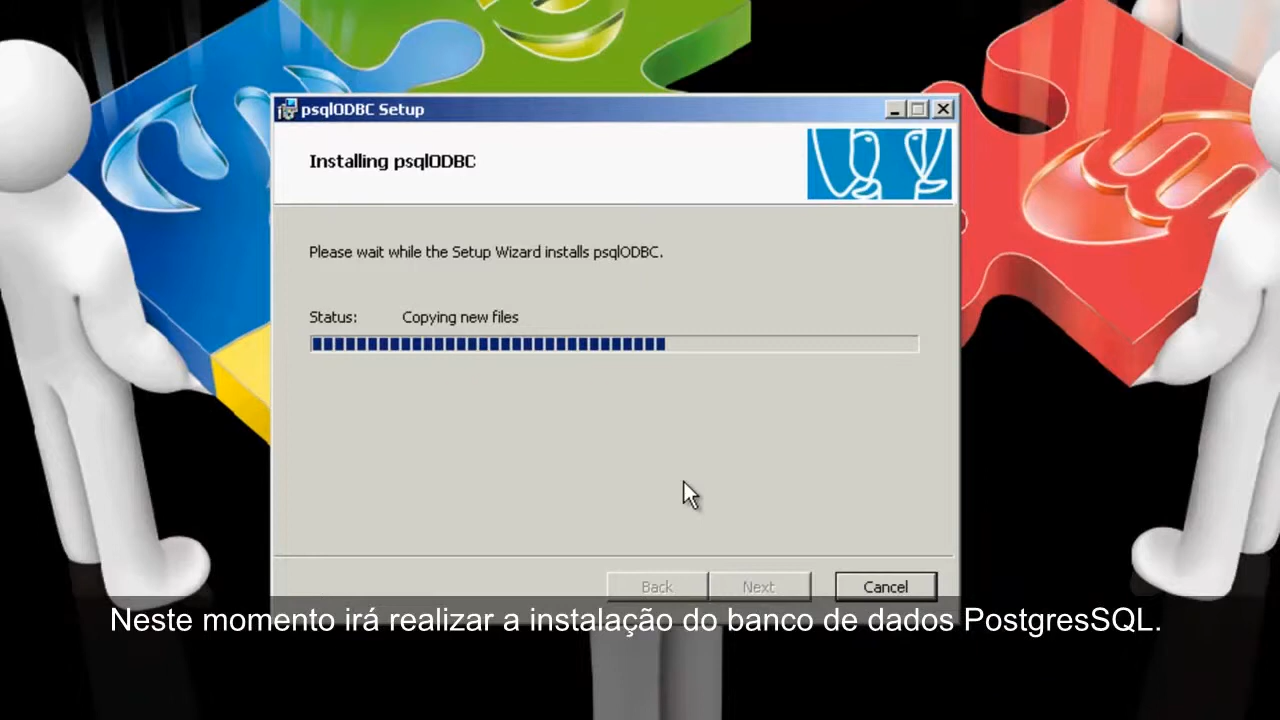 psqlODBC Setup
Installing psqlODBC
Please wait while the Setup Wizard installs psqlODBC.
Status: Copying new files
Back Next Cancel
Neste momento irá realizar a instalação do banco de dados PostgresSQL.